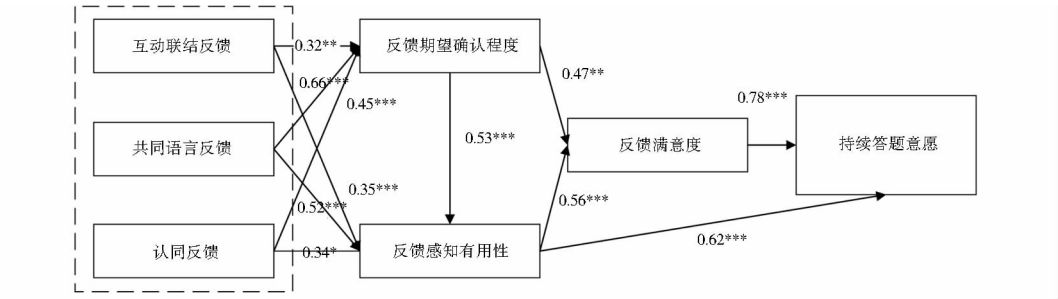 互动联结反馈
0.32**
反馈期望确认程度
0.66***
0.45***
0.47**
0.78***
共同语言反馈
0.53***
反馈满意度
持续答题意愿
0.35***
0.52***
0.56***
认同反馈
0.34*
反馈感知有用性
0.62***